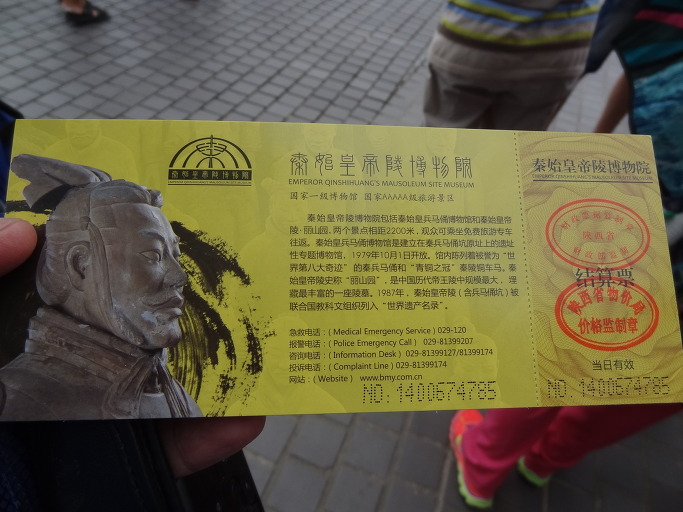 秦始皇帝陵博物院
秦始皇帝陵博物院
EMPEROR QINSHIHUANG'S MAUSOLEUM SITE MUSEUM
国家一级博物馆 国家AAAAA级旅游景区
秦始皇帝陵博物院包括秦始皇兵马俑博物馆和秦始皇帝
陵·丽山园，两个景点相距2200米，观众可乘坐免费旅游专车
往返。秦始皇兵马俑博物馆是建立在秦兵马俑坑原址上的遗址
性专题博物馆，1979年10月1日开放。馆内陈列着被誉为“世
界第八大奇迹”的秦兵马俑和“青铜之冠”秦陵铜车马。秦
始皇帝陵史称“丽山园”，是中国历代帝王陵中规模最大、埋
藏最丰富的一座陵墓。1987年，秦始皇帝陵（含兵马俑坑）被
联合国教科文组织列入“世界遗产名录”。
急救电话：（Medical Emergency Service）029-120
报警电话：（Police Emergency Call） 029-81399207
咨询电话：（Information Desk） 029-81399127/81399174
投诉电话：（Complaint Line）029-81399174
网站：（Website） www.bmy.com.cn
NO: 1400674785
秦始皇帝陵博物院
陕西省
结算票
陕西省物价局
价格监制章
当日有效
NO. 1400674785